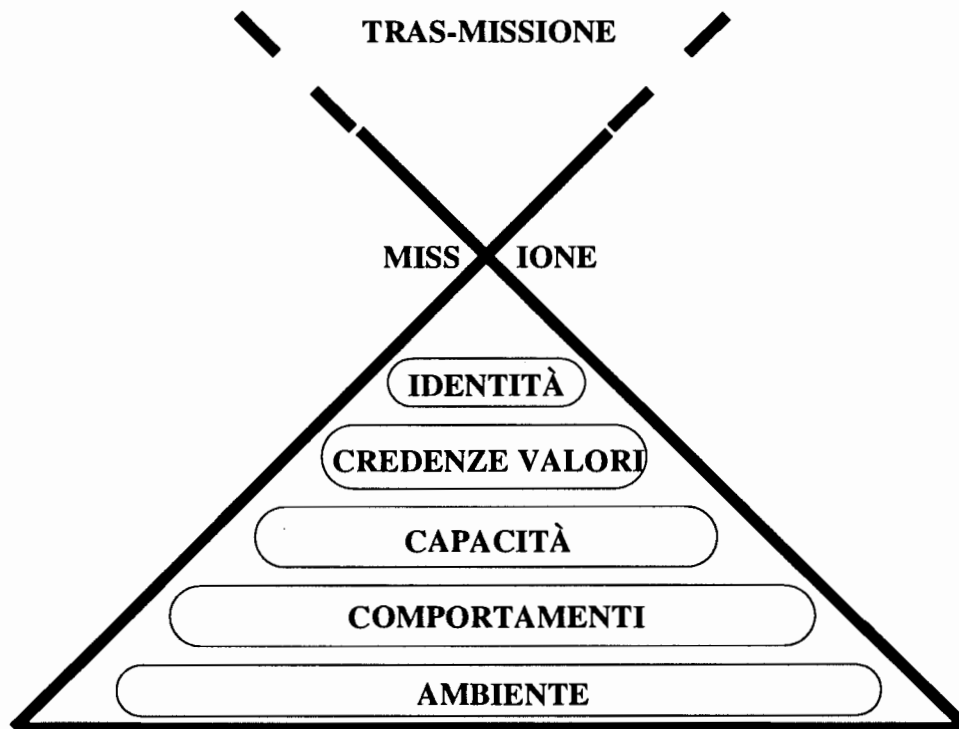 TRAS-MISSIONE
MISS IONE
IDENTITÀ
CREDENZE VALORI
CAPACITÀ
COMPORTAMENTI
AMBIENTE